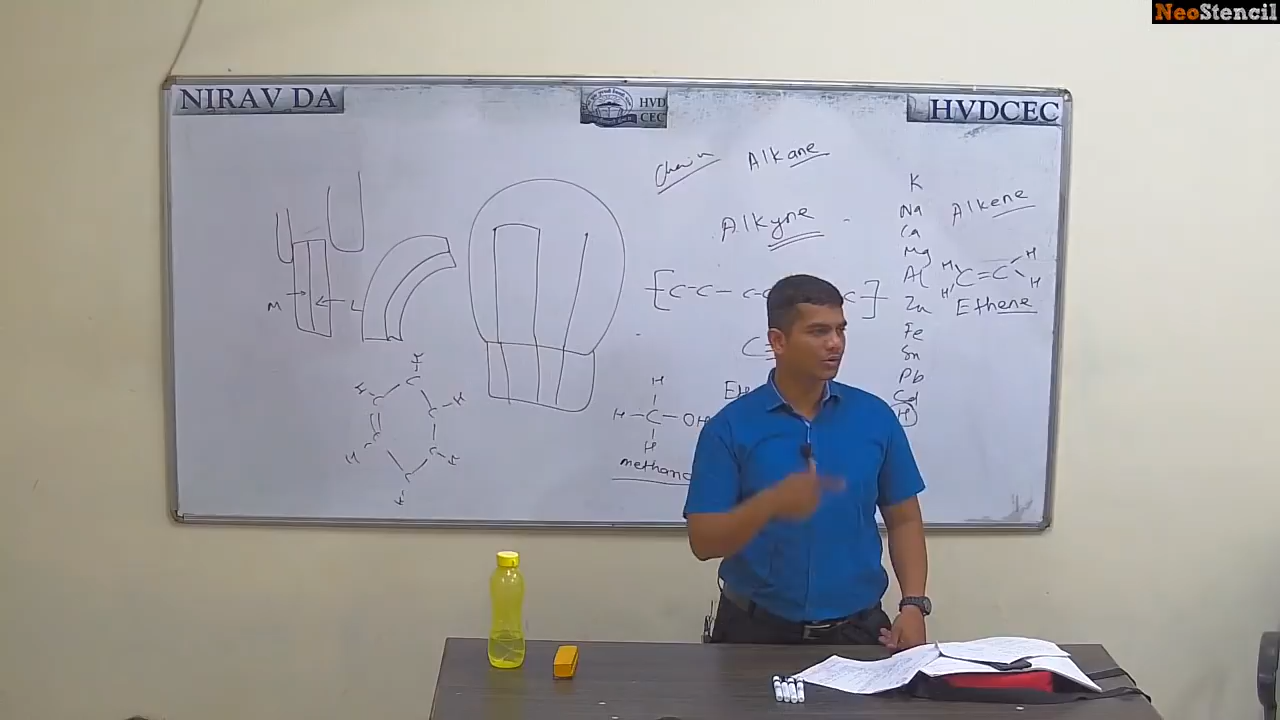 NeoStencil
NIRAV DA
HVD
CEC
HVDCEC
Chain
Alkane
Alkyne
Alkene
K
Na
Ca
Mg
Al
Zn
Fe
Sn
Pb
Cd
H
H H
C=C
H H
Ethene
C-C-C-
C
C
M
L
H
H-C-OH
H
H
C
H C C H
H C C H
C
H